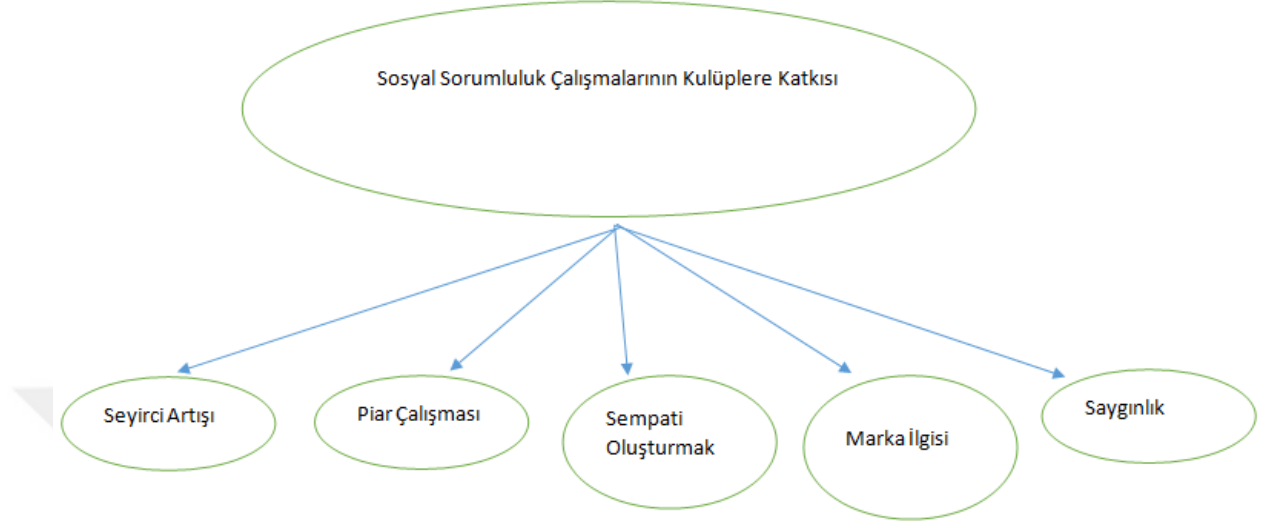 Sosyal Sorumluluk Çalışmalarının Kulüplere Katkısı
Seyirci Artışı
Piar Çalışması
Sempati
Oluşturmak
Marka İlgisi
Saygınlık